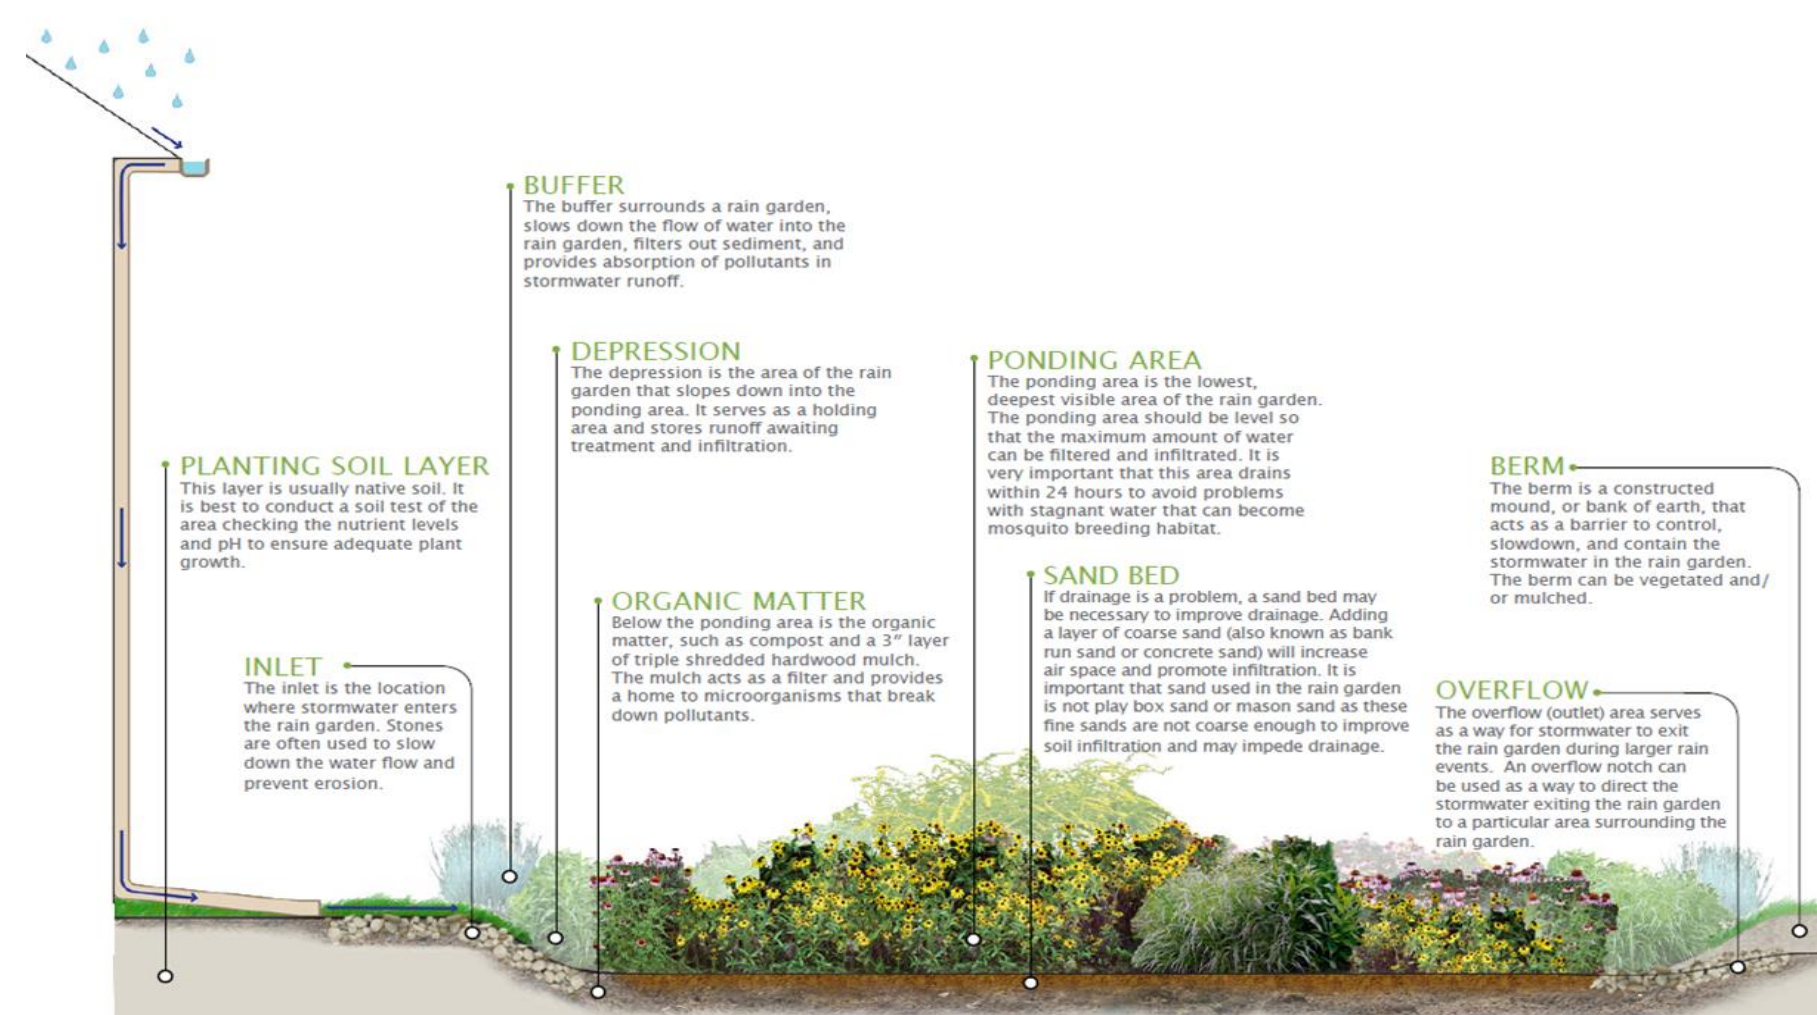 BUFFER
The buffer surrounds a rain garden,
slows down the flow of water into the
rain garden, filters out sediment, and
provides absorption of pollutants in
stormwater runoff.
DEPRESSION
The depression is the area of the rain
garden that slopes down into the
ponding area. It serves as a holding
area and stores runoff awaiting
treatment and infiltration.
PONDING AREA
The ponding area is the lowest,
deepest visible area of the rain garden.
The ponding area should be level so
that the maximum amount of water
can be filtered and infiltrated. It is
very important that this area drains
within 24 hours to avoid problems
with stagnant water that can become
mosquito breeding habitat.
PLANTING SOIL LAYER
This layer is usually native soil. It
is best to conduct a soil test of the
area checking the nutrient levels
and pH to ensure adequate plant
growth.
BERM
The berm is a constructed
mound, or bank of earth, that
acts as a barrier to control,
slowdown, and contain the
stormwater in the rain garden.
The berm can be vegetated and/
or mulched.
ORGANIC MATTER
Below the ponding area is the organic
matter, such as compost and a 3" layer
of triple shredded hardwood mulch.
The mulch acts as a filter and provides
a home to microorganisms that break
down pollutants.
SAND BED
If drainage is a problem, a sand bed may
be necessary to improve drainage. Adding
a layer of coarse sand (also known as bank
run sand or concrete sand) will increase
air space and promote infiltration. It is
important that sand used in the rain garden
is not play box sand or mason sand as these
fine sands are not coarse enough to improve
soil infiltration and may impede drainage.
INLET
The inlet is the location
where stormwater enters
the rain garden. Stones
are often used to slow
down the water flow and
prevent erosion.
OVERFLOW
The overflow (outlet) area serves
as a way for stormwater to exit
the rain garden during larger rain
events. An overflow notch can
be used as a way to direct the
stormwater exiting the rain garden
to a particular area surrounding the
rain garden.